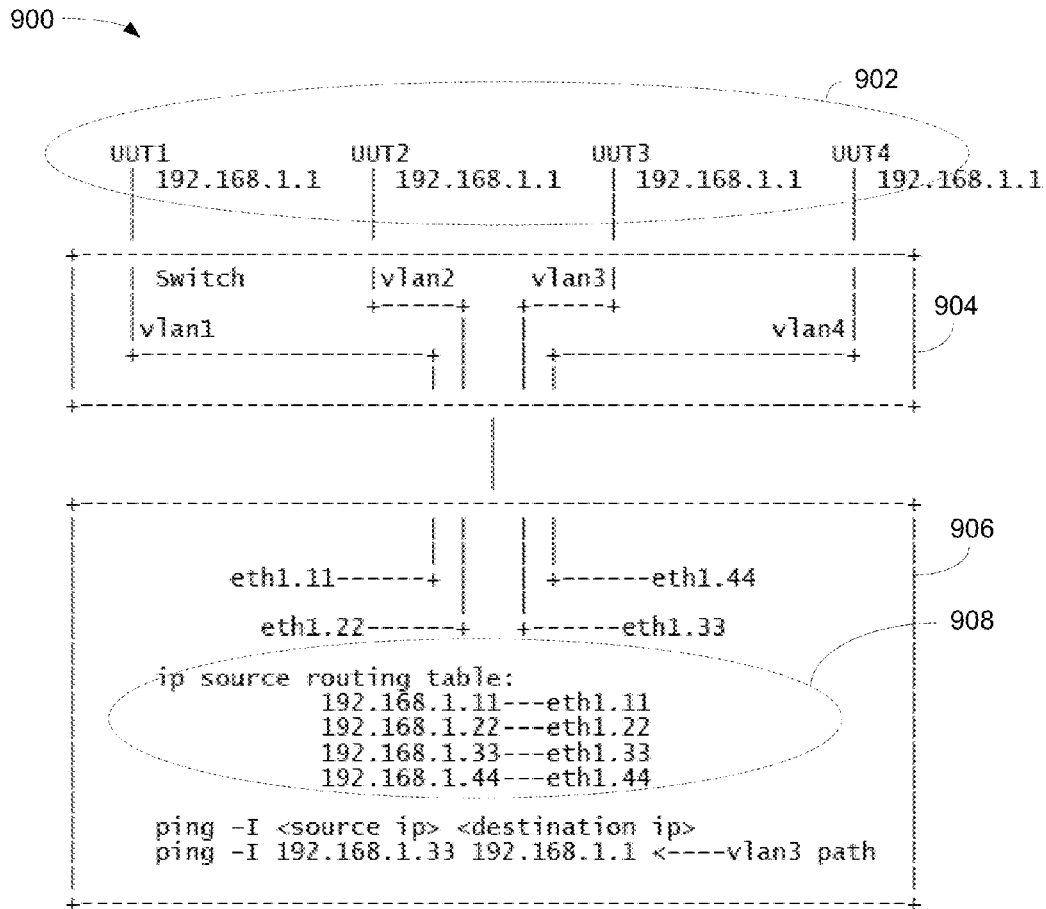 900
902
UUT1 UUT2 UUT3 UUT4
192.168.1.1 192.168.1.1 192.168.1.1 192.168.1.1
Switch |vlan2 vlan3|
904
vlan1 vlan4
906
eth1.11------+ +------eth1.44
908
eth1.22------+ +------eth1.33
ip source routing table:
192.168.1.11---eth1.11
192.168.1.22---eth1.22
192.168.1.33---eth1.33
192.168.1.44---eth1.44
ping -I <source ip> <destination ip>
ping -I 192.168.1.33 192.168.1.1 <----vlan3 path